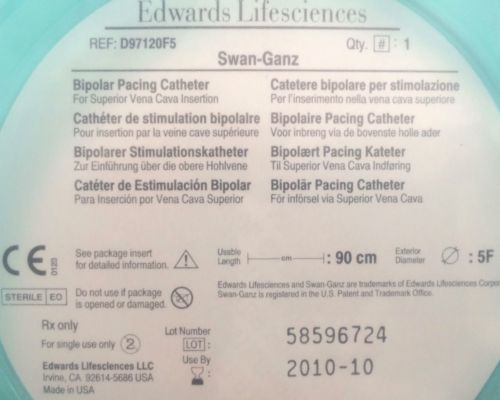 Edwards Lifesciences
REF: D97120F5
Qty. #: 1
Swan-Ganz
Bipolar Pacing Catheter
For Superior Vena Cava Insertion
Cathéter de stimulation bipolaire
Pour insertion par la veine cave supérieure
Bipolarer Stimulationskatheter
Zur Einführung über die obere Hohlvene
Catéter de Estimulación Bipolar
Para Inserción por Vena Cava Superior
Catetere bipolare per stimolazione
Per l'inserimento nella vena cava superiore
Bipolaire Pacing Catheter
Voor inbreng via de bovenste holle ader
Bipolært Pacing Kateter
Til Superior Vena Cava Indføring
Bipolär Pacing Catheter
För införsel via Superior Vena Cava
CE 0120
See package insert
for detailed information.
Usable
Length
cm : 90 cm
Exterior
Diameter
: 5F
STERILE EO
Do not use if package
is opened or damaged.
Edwards Lifesciences and Swan-Ganz are trademarks of Edwards Lifesciences Corpor
Swan-Ganz is registered in the U.S. Patent and Trademark Office.
Rx only
For single use only 2
Edwards Lifesciences LLC
Irvine, CA 92614-5686 USA
Made in USA
Lot Number
LOT :
58596724
Use By
:
2010-10